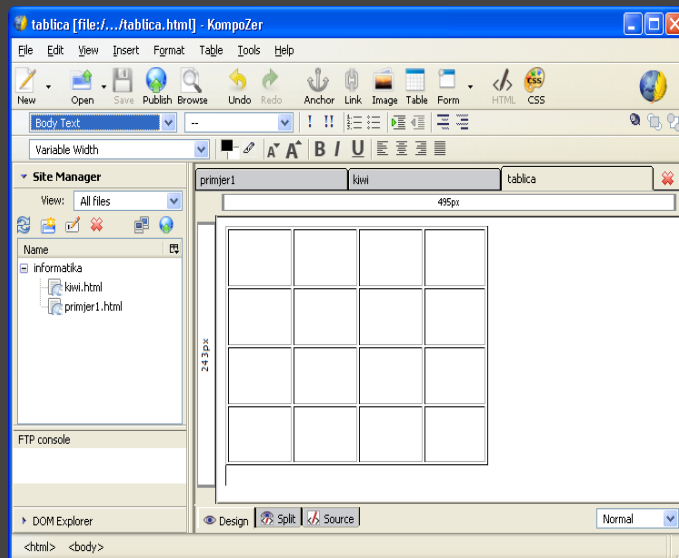 tablica [file:/.../tablica.html] - KompoZer
File Edit View Insert Format Table Tools Help
New Open Save Publish Browse Undo Redo Anchor Link Image Table Form HTML CSS
Body Text --
Variable Width
Site Manager
View: All files
Name
informatika
kiwi.html
primjer1.html
FTP console
DOM Explorer
primjer1 kiwi tablica
495px
243px
Design Split Source Normal
<html> <body>